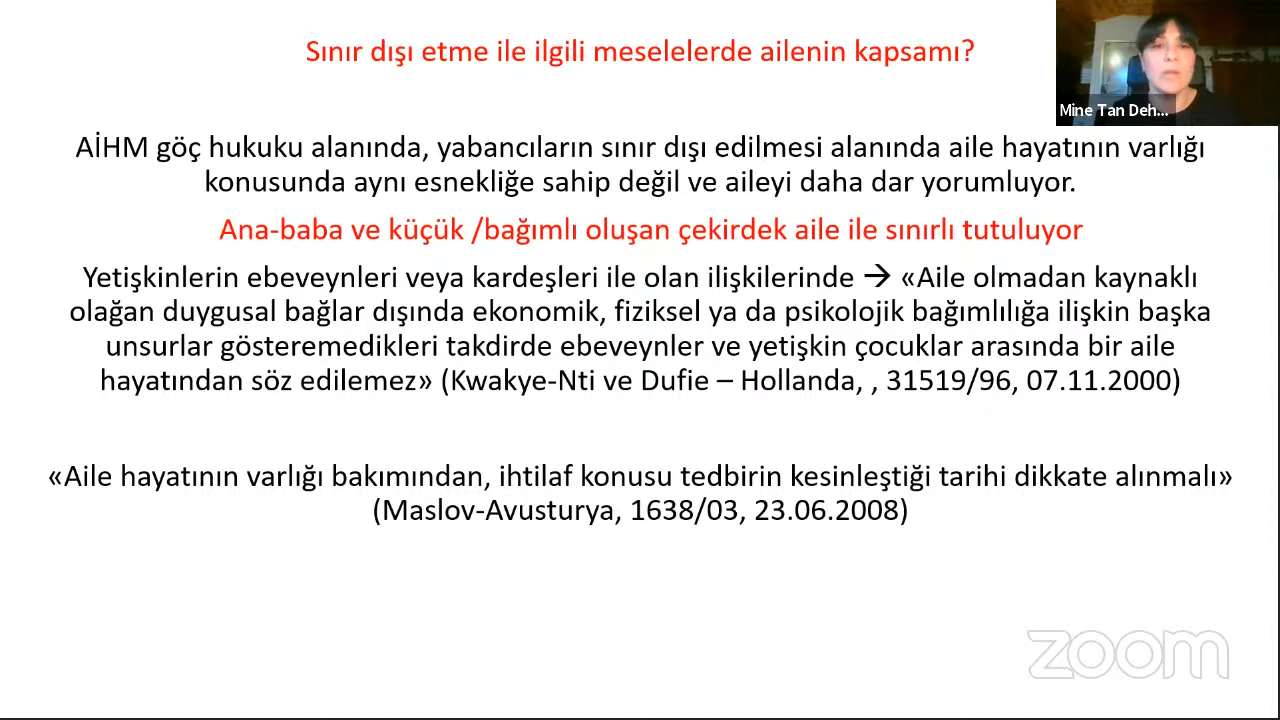 Sınır dışı etme ile ilgili meselelerde ailenin kapsamı?
Mine Tan Deh...
AİHM göç hukuku alanında, yabancıların sınır dışı edilmesi alanında aile hayatının varlığı
konusunda aynı esnekliğe sahip değil ve aileyi daha dar yorumluyor.
Ana-baba ve küçük /bağımlı oluşan çekirdek aile ile sınırlı tutuluyor
Yetişkinlerin ebeveynleri veya kardeşleri ile olan ilişkilerinde → «Aile olmadan kaynaklı
olağan duygusal bağlar dışında ekonomik, fiziksel ya da psikolojik bağımlılığa ilişkin başka
unsurlar gösteremedikleri takdirde ebeveynler ve yetişkin çocuklar arasında bir aile
hayatından söz edilemez» (Kwakye-Nti ve Dufie – Hollanda, , 31519/96, 07.11.2000)
«Aile hayatının varlığı bakımından, ihtilaf konusu tedbirin kesinleştiği tarihi dikkate alınmalı»
(Maslov-Avusturya, 1638/03, 23.06.2008)
zoom